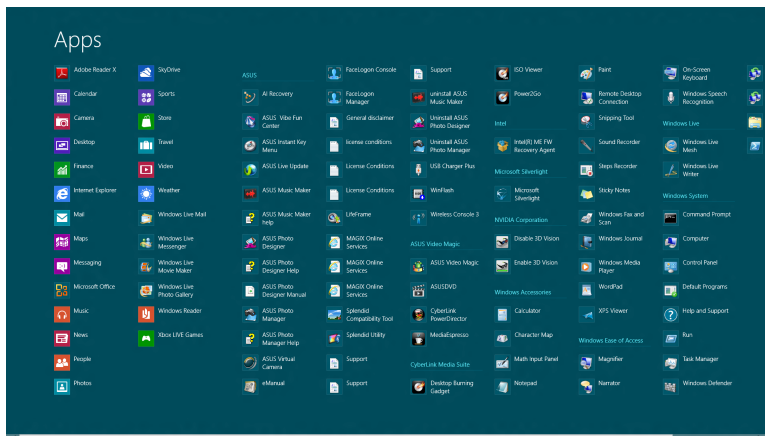 Apps
Adobe Reader X
Calendar
Camera
Desktop
Finance
Internet Explorer
Mail
Maps
Messaging
Microsoft Office
Music
News
People
Photos
SkyDrive
Sports
Store
Travel
Video
Weather
Windows Live Mail
Windows Live
Messenger
Windows Live
Movie Maker
Windows Live
Photo Gallery
Windows Reader
Xbox LIVE Games
ASUS
AI Recovery
ASUS Vibe Fun
Center
ASUS Instant Key
Menu
ASUS Live Update
ASUS Music Maker
ASUS Music Maker
help
ASUS Photo
Designer
ASUS Photo
Designer Help
ASUS Photo
Designer Manual
ASUS Photo
Manager
ASUS Photo
Manager Help
ASUS Virtual
Camera
eManual
FaceLogon Console
FaceLogon
Manager
General disclaimer
license conditions
License Conditions
License Conditions
LifeFrame
MAGIX Online
Services
MAGIX Online
Services
MAGIX Online
Services
Splendid
Compatibility Tool
Splendid Utility
Support
Support
Support
uninstall ASUS
Music Maker
Uninstall ASUS
Photo Designer
Uninstall ASUS
Photo Manager
USB Charger Plus
WinFlash
Wireless Console 3
ASUS Video Magic
ASUS Video Magic
ASUSDVD
CyberLink
PowerDirector
MediaEspresso
CyberLink Media Suite
Desktop Burning
Gadget
ISO Viewer
Power2Go
Intel
Intel(R) ME FW
Recovery Agent
Microsoft Silverlight
Microsoft
Silverlight
NVIDIA Corporation
Disable 3D Vision
Enable 3D Vision
Windows Accessories
Calculator
Character Map
Math Input Panel
Notepad
Paint
Remote Desktop
Connection
Snipping Tool
Sound Recorder
Steps Recorder
Sticky Notes
Windows Fax and
Scan
Windows Journal
Windows Media
Player
WordPad
XPS Viewer
Windows Ease of Access
Magnifier
Narrator
On-Screen
Keyboard
Windows Speech
Recognition
Windows Live
Windows Live
Mesh
Windows Live
Writer
Windows System
Command Prompt
Computer
Control Panel
Default Programs
Help and Support
Run
Task Manager
Windows Defender